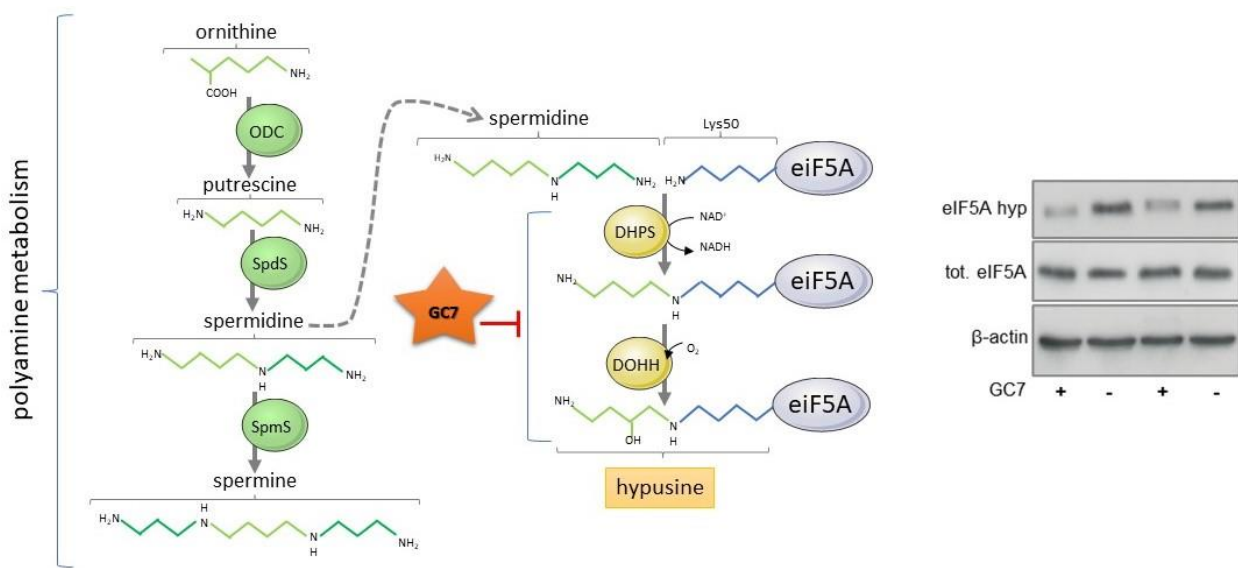 polyamine metabolism
ornithine
NH₂
COOH
ODC
putrescine
H₂N
NH₂
SpdS
spermidine
H₂N
N
H
NH₂
SpmS
spermine
H₂N
H
N
N
H
NH₂
GC7
spermidine
Lys50
H₂N
N
H
NH₂
H₂N
eiF5A
DHPS
NAD⁺
NADH
NH₂
N
H
eiF5A
DOHH
O₂
NH₂
OH
N
H
eiF5A
hypusine
eIF5A hyp
tot. eIF5A
β-actin
GC7 + - + -